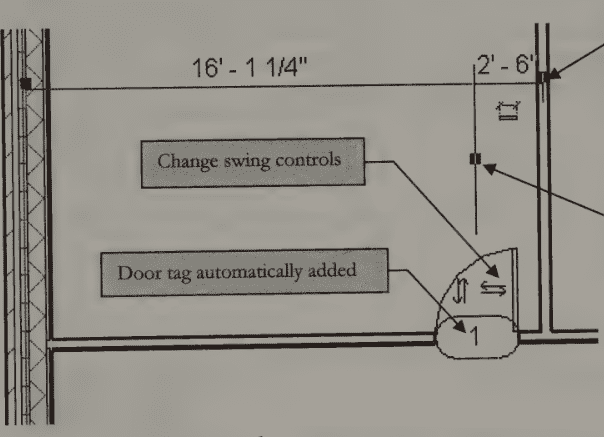 16' - 1 1/4"
2' - 6"
Change swing controls
Door tag automatically added
1